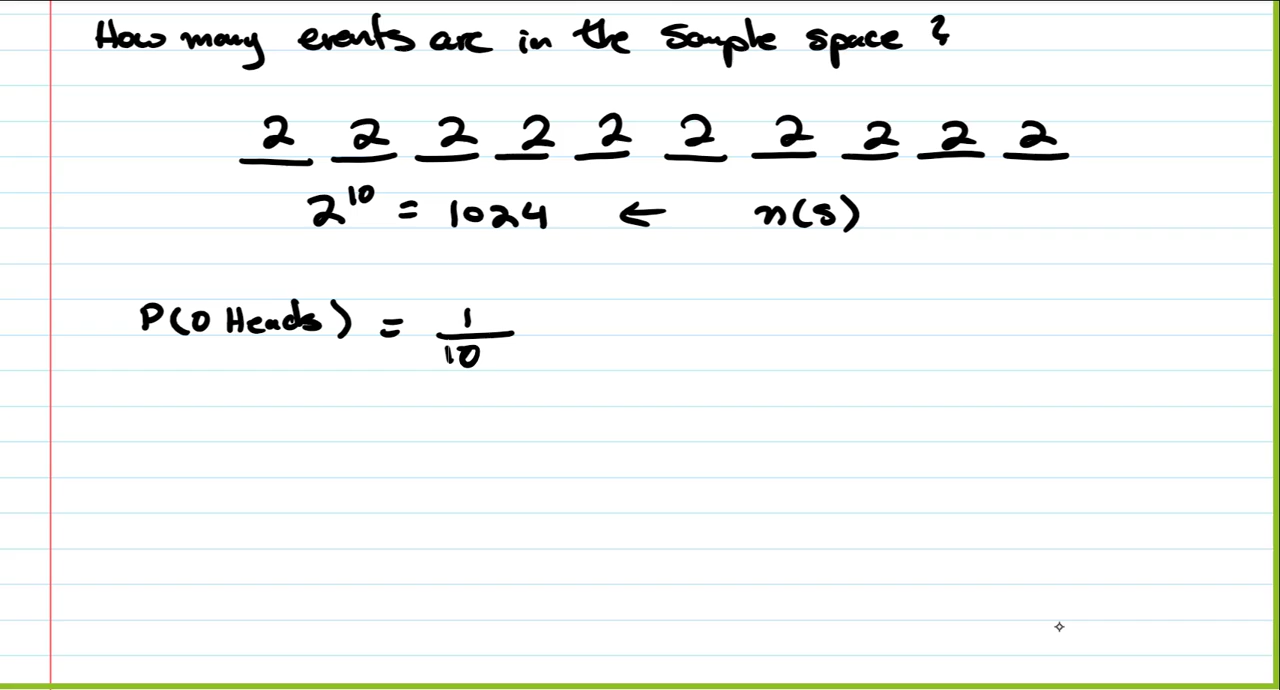 How many events are in the sample space ?
2 2 2 2 2 2 2 2 2 2
2^10 = 1024 ← n(s)
P(0 Heads) = 1/10